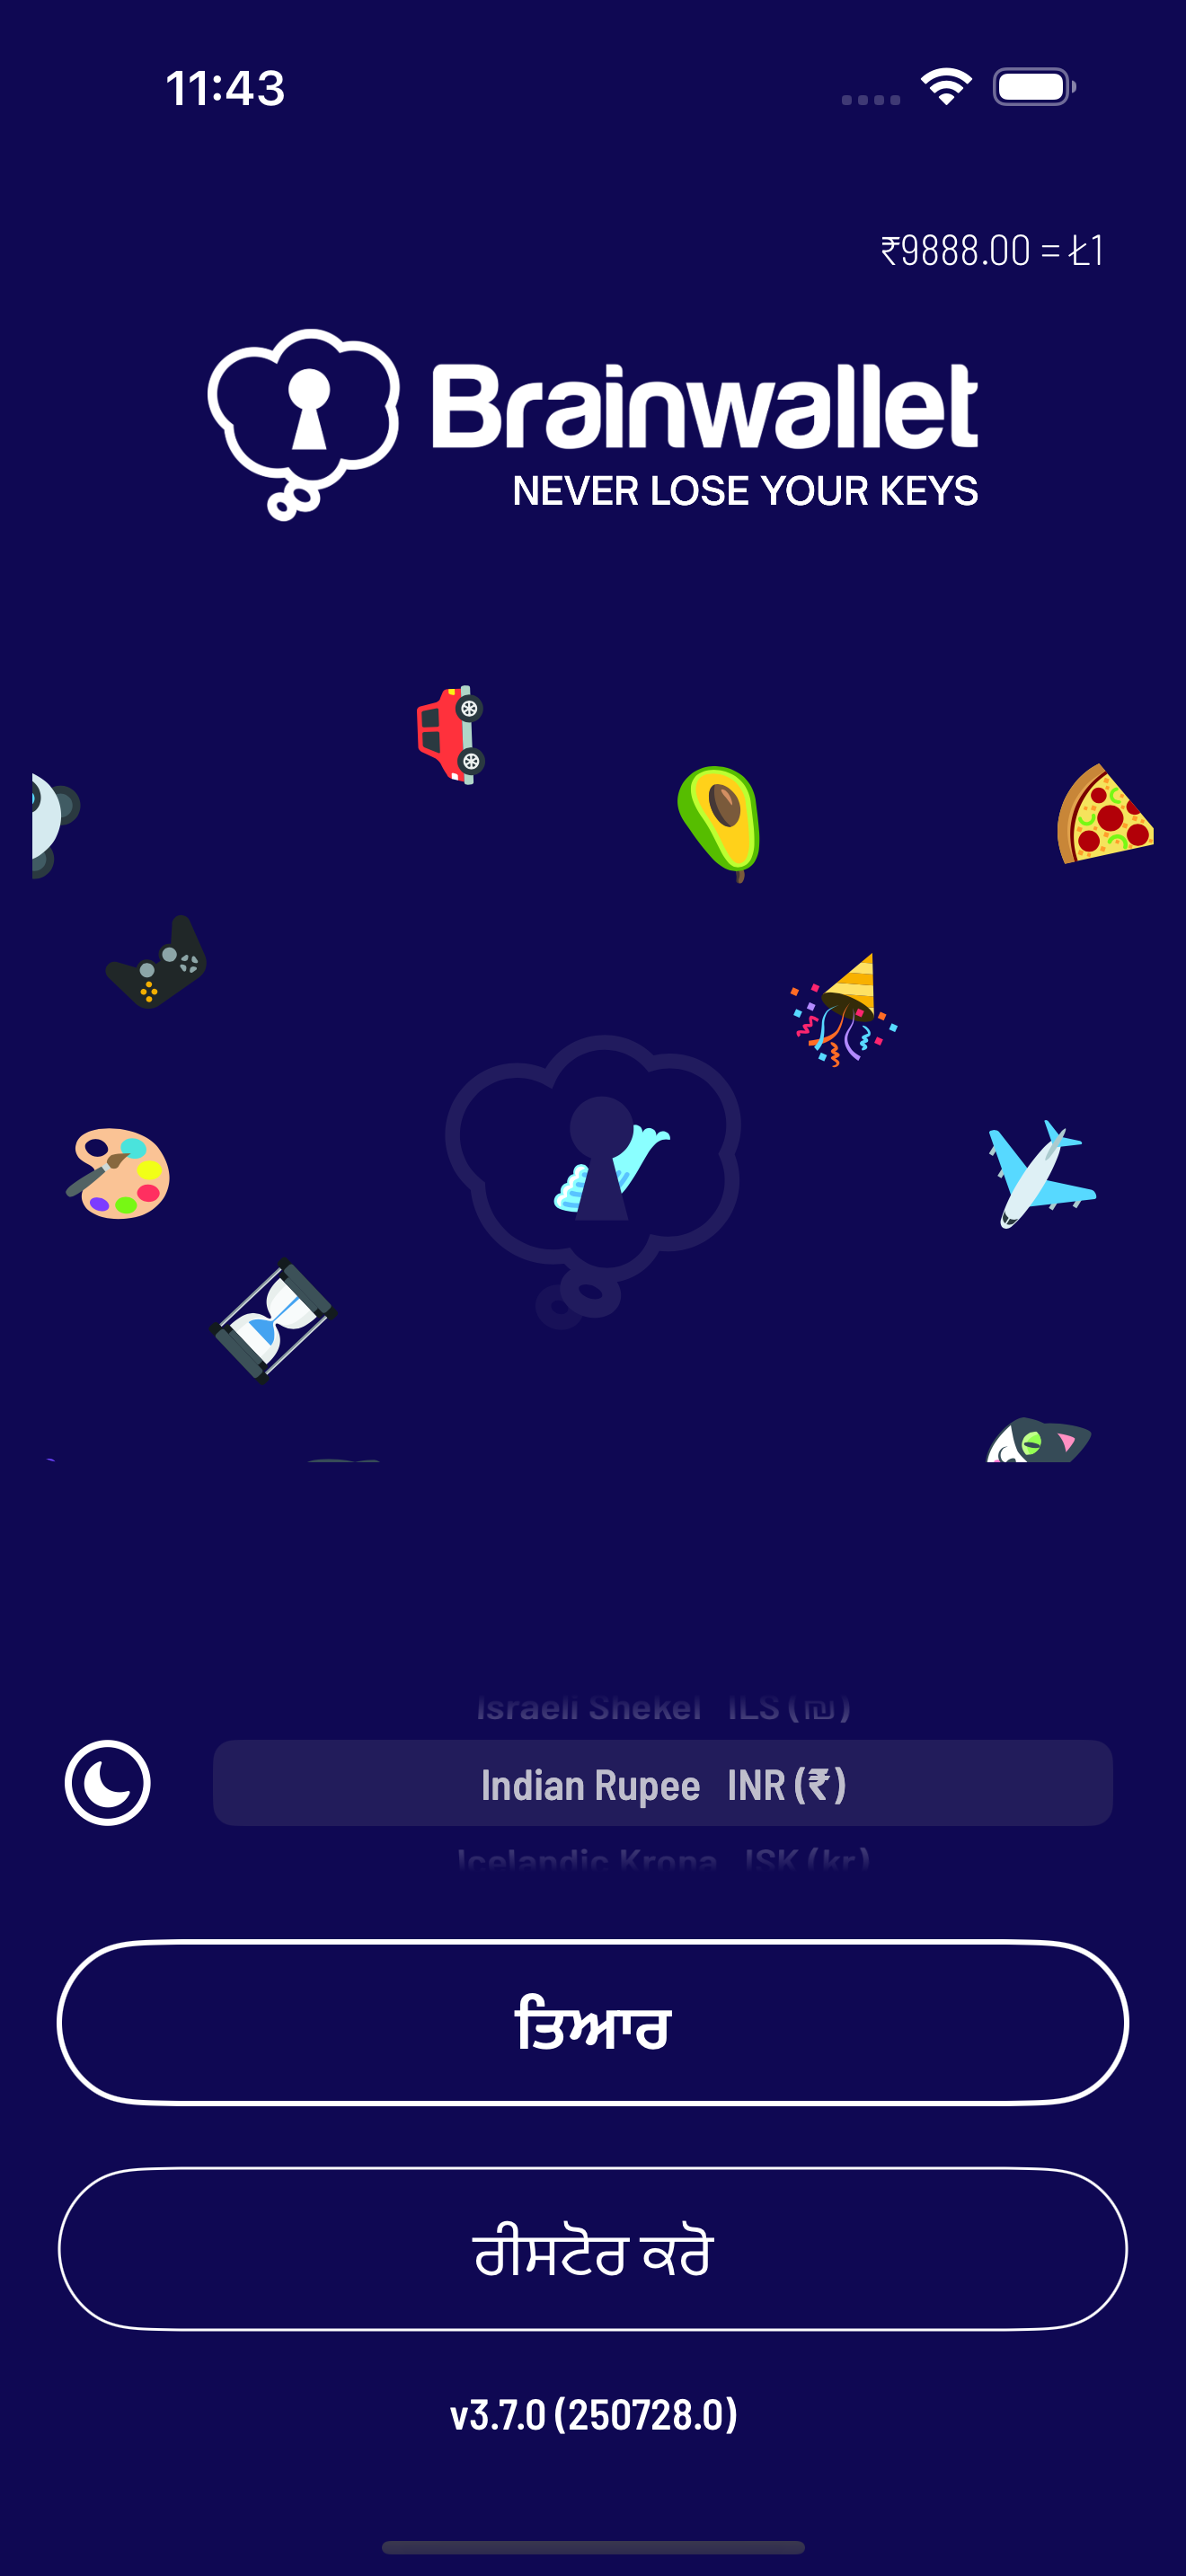 11:43
₹9888.00 = Ł1
Brainwallet
NEVER LOSE YOUR KEYS
Israeli Shekel ILS (₪)
Indian Rupee INR (₹)
Icelandic Krona ISK (kr)
ਤਿਆਰ
ਰੀਸਟੋਰ ਕਰੋ
v3.7.0 (250728.0)